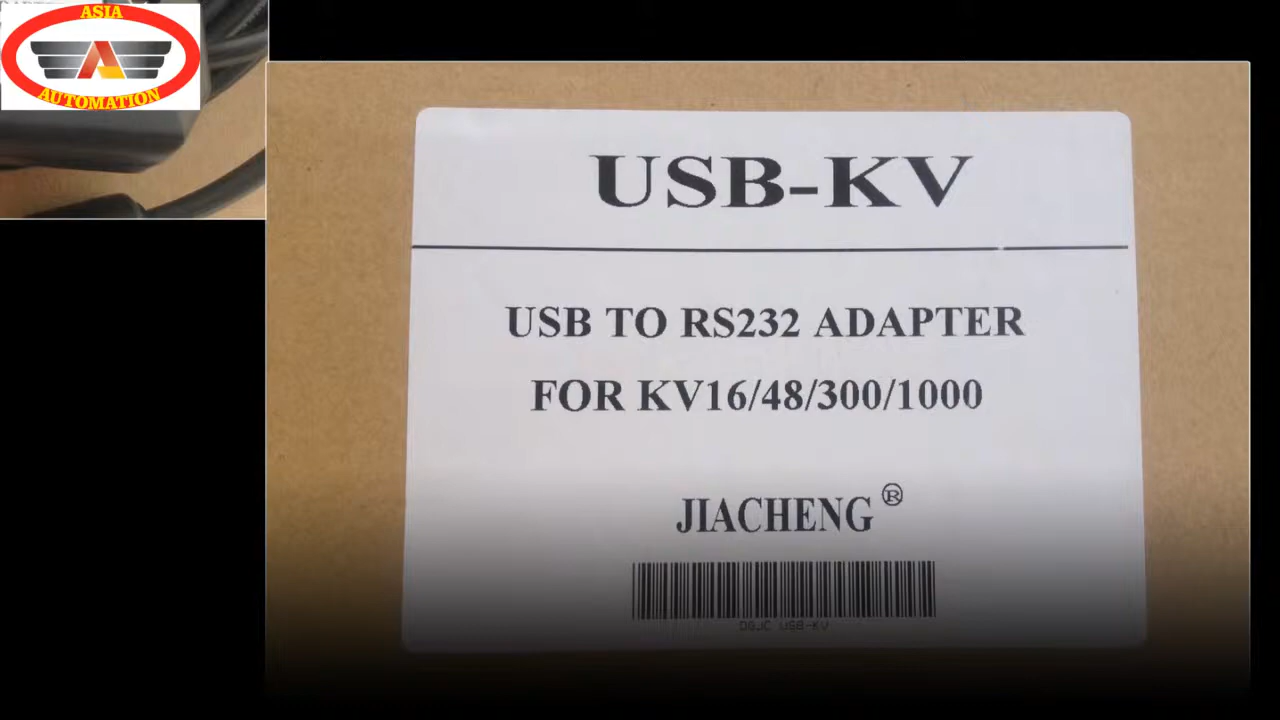 ASIA
AUTOMATION
USB-KV
USB TO RS232 ADAPTER
FOR KV16/48/300/1000
JIACHENG®
DGJC USB-KV